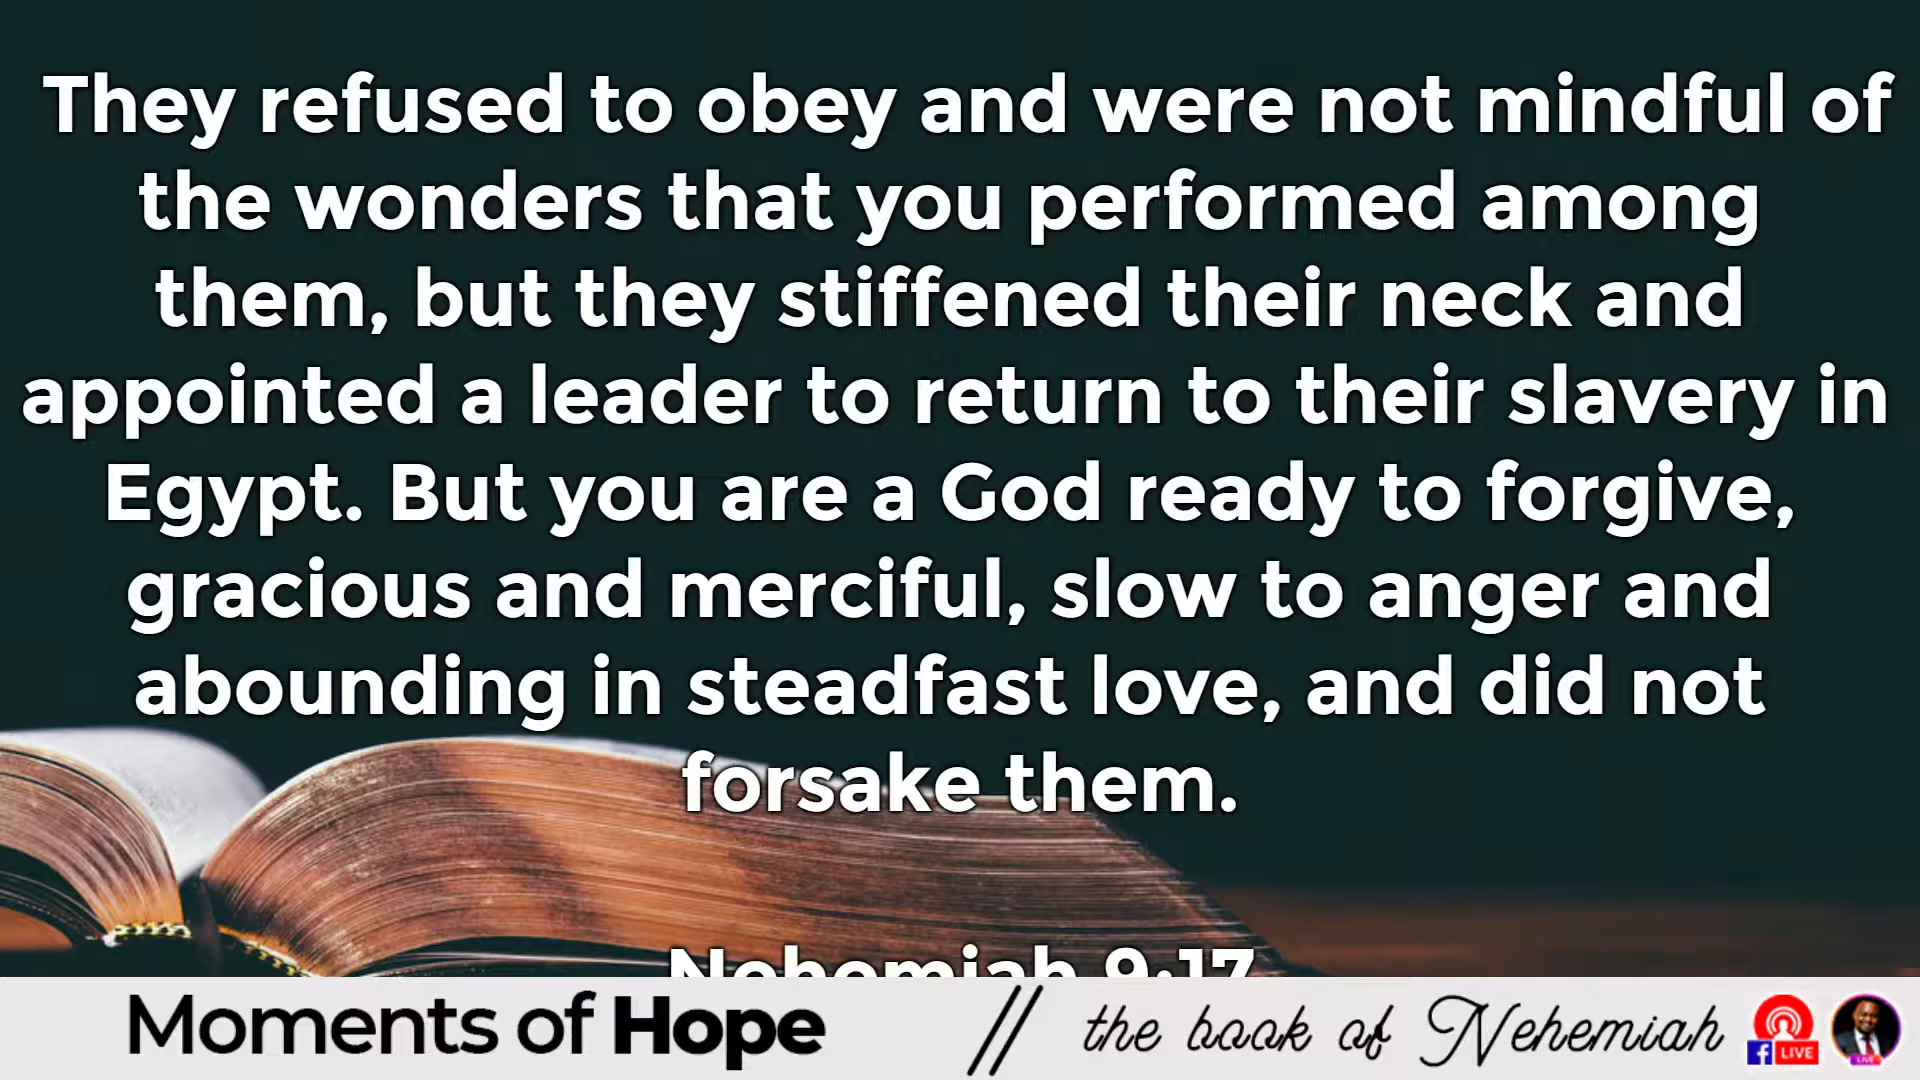 They refused to obey and were not mindful of
the wonders that you performed among
them, but they stiffened their neck and
appointed a leader to return to their slavery in
Egypt. But you are a God ready to forgive,
gracious and merciful, slow to anger and
abounding in steadfast love, and did not
forsake them.
Nehemiah 9:17
Moments of Hope // the book of Nehemiah
LIVE
LIVE